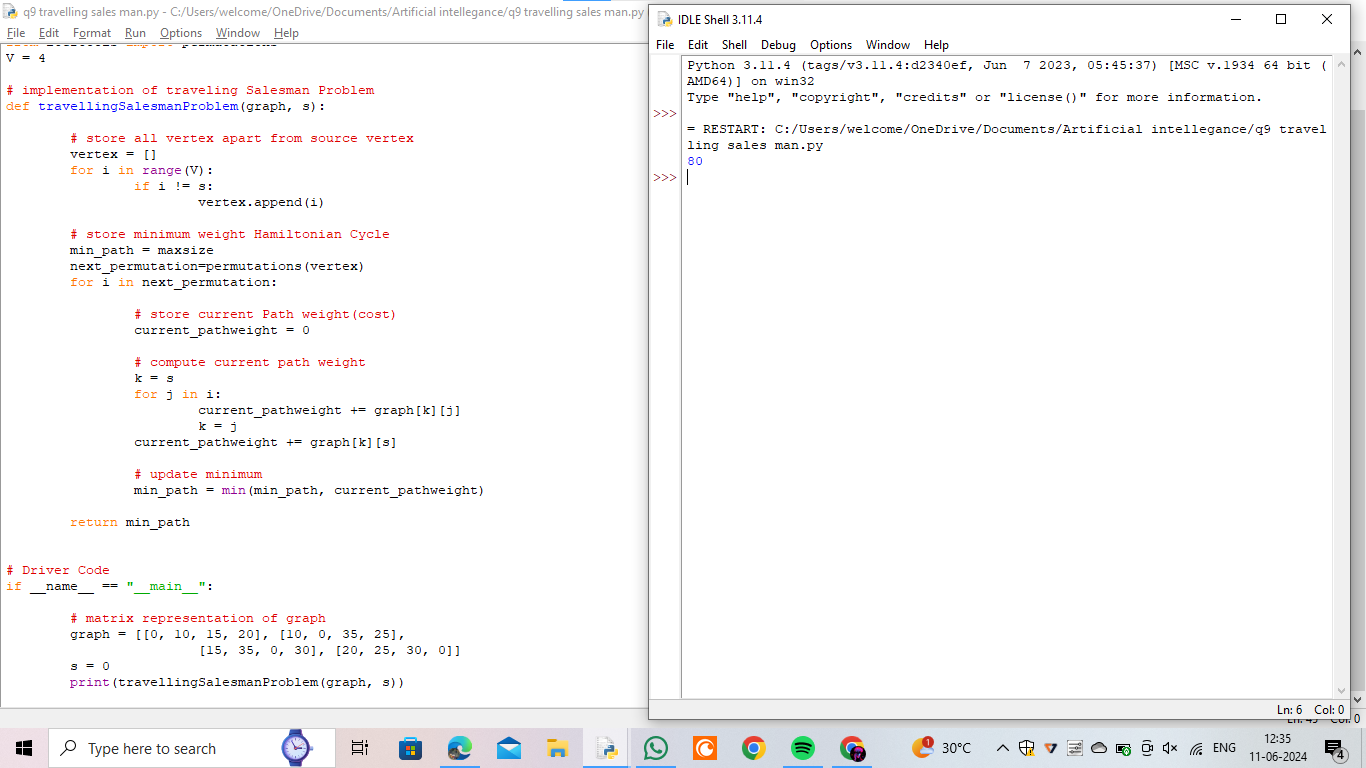 q9 travelling sales man.py - C:/Users/welcome/OneDrive/Documents/Artificial intellegance/q9 travelling sales man.py
File Edit Format Run Options Window Help
V = 4
# implementation of traveling Salesman Problem
def travellingSalesmanProblem(graph, s):
# store all vertex apart from source vertex
vertex = []
for i in range(V):
if i != s:
vertex.append(i)
# store minimum weight Hamiltonian Cycle
min_path = maxsize
next_permutation=permutations(vertex)
for i in next_permutation:
# store current Path weight(cost)
current_pathweight = 0
# compute current path weight
k = s
for j in i:
current_pathweight += graph[k][j]
k = j
current_pathweight += graph[k][s]
# update minimum
min_path = min(min_path, current_pathweight)
return min_path
# Driver Code
if __name__ == "__main__":
# matrix representation of graph
graph = [[0, 10, 15, 20], [10, 0, 35, 25],
[15, 35, 0, 30], [20, 25, 30, 0]]
s = 0
print(travellingSalesmanProblem(graph, s))
IDLE Shell 3.11.4
File Edit Shell Debug Options Window Help
Python 3.11.4 (tags/v3.11.4:d2340ef, Jun  7 2023, 05:45:37) [MSC v.1934 64 bit (
AMD64)] on win32
Type "help", "copyright", "credits" or "license()" for more information.
>>>
= RESTART: C:/Users/welcome/OneDrive/Documents/Artificial intellegance/q9 travel
ling sales man.py
80
>>>
Ln: 6 Col: 0
Type here to search
30°C
ENG
12:35
11-06-2024
4